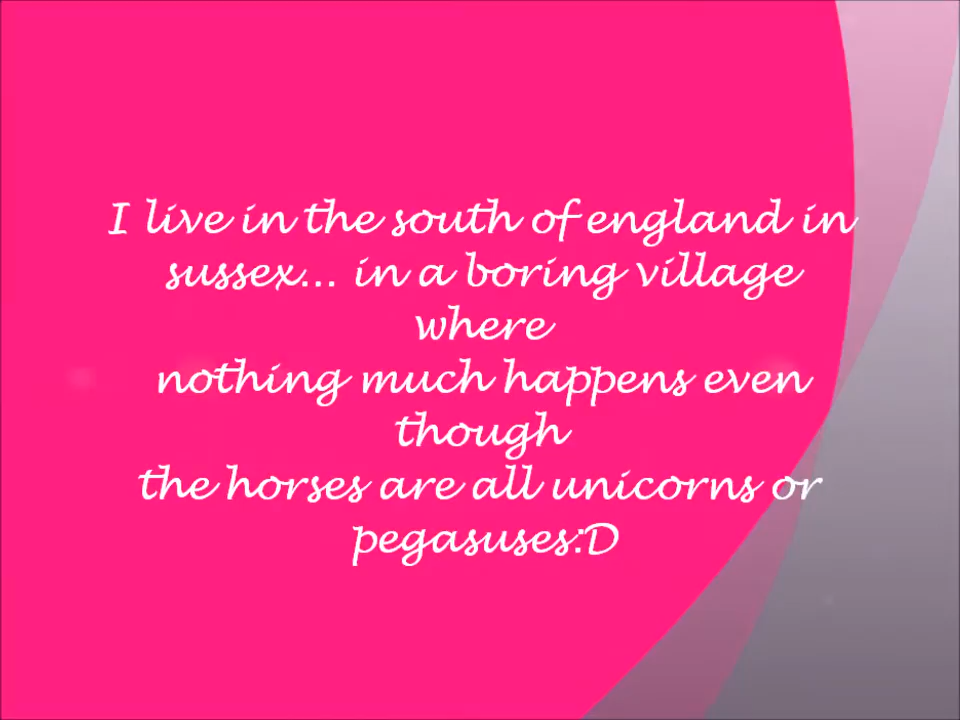 I live in the south of england in
sussex... in a boring village
where
nothing much happens even
though
the horses are all unicorns or
pegasuses:D